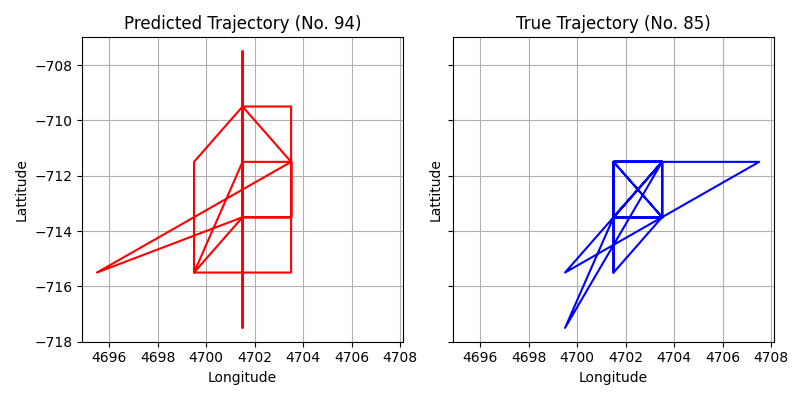 Predicted Trajectory (No. 94)
True Trajectory (No. 85)
−708
−710
−712
−714
−716
−718
Lattitude
Lattitude
4696 4698 4700 4702 4704 4706 4708
4696 4698 4700 4702 4704 4706 4708
Longitude
Longitude